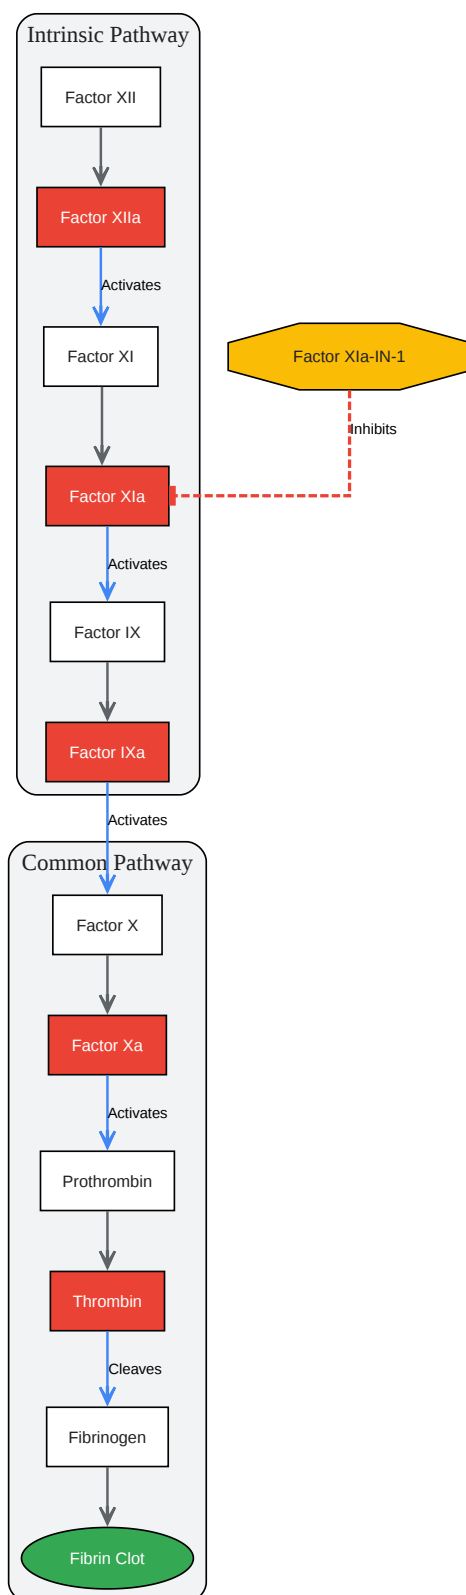 Intrinsic Pathway
Factor XII
Factor XIIa
Activates
Factor XI
Factor XIa-IN-1
Inhibits
Factor XIa
Activates
Factor IX
Factor IXa
Activates
Common Pathway
Factor X
Factor Xa
Activates
Prothrombin
Thrombin
Cleaves
Fibrinogen
Fibrin Clot